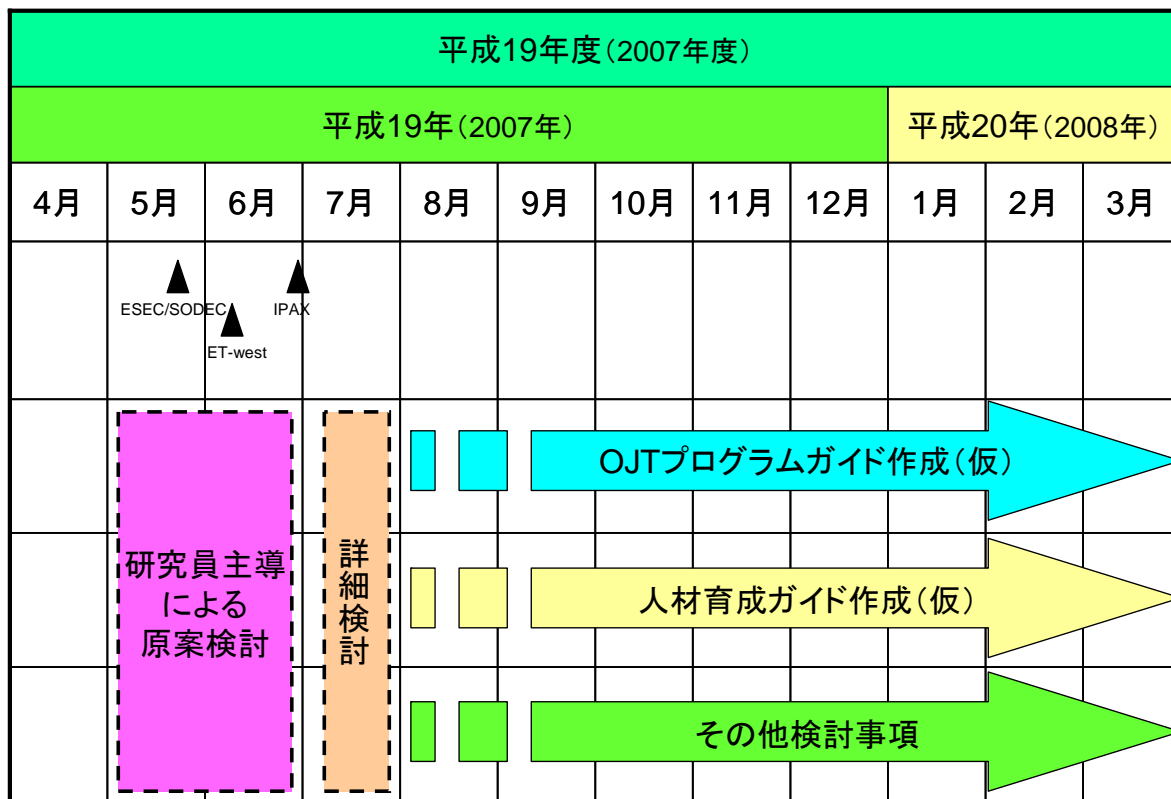 平成19年度（2007年度）
平成19年（2007年）
平成20年（2008年）
4月
5月
6月
7月
8月
9月
10月
11月
12月
1月
2月
3月
ESEC/SODEC
IPAX
ET-west
研究員主導
による
原案検討
詳細検討
OJTプログラムガイド作成（仮）
人材育成ガイド作成（仮）
その他検討事項